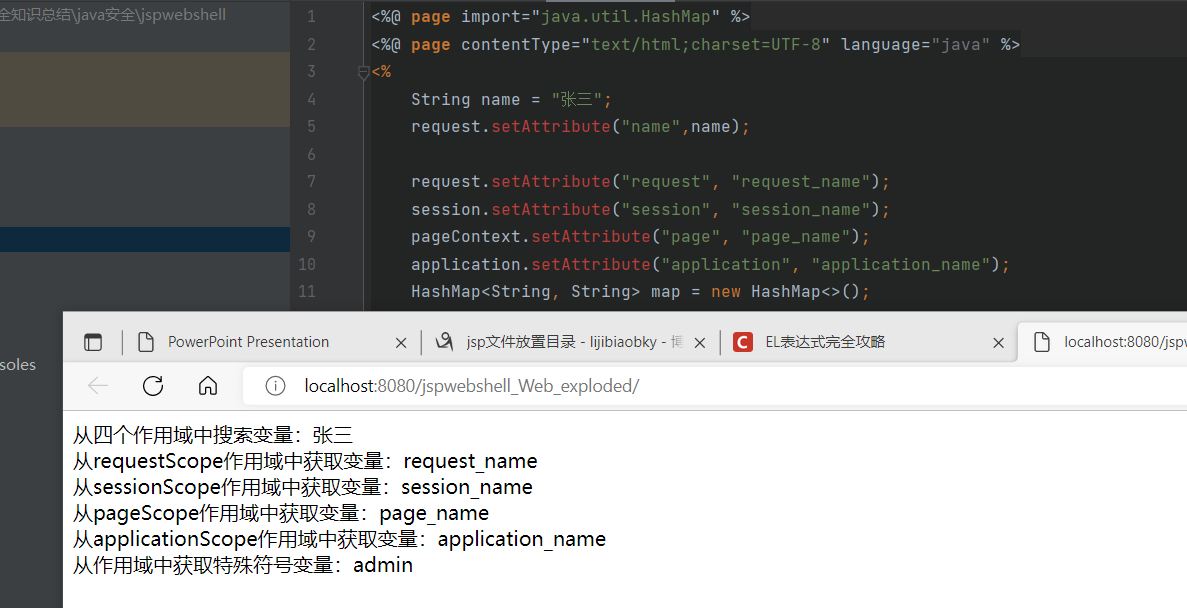 全知识总结\java安全\jspwebshell
1 <%@ page import="java.util.HashMap" %>
2 <%@ page contentType="text/html;charset=UTF-8" language="java" %>
3 <%
4 String name = "张三";
5 request.setAttribute("name",name);
6
7 request.setAttribute("request", "request_name");
8 session.setAttribute("session", "session_name");
9 pageContext.setAttribute("page", "page_name");
10 application.setAttribute("application", "application_name");
11 HashMap<String, String> map = new HashMap<>();
soles
PowerPoint Presentation
jsp文件放置目录 - lijibiaobky - 博
C EL表达式完全攻略
localhost:8080/jspw
localhost:8080/jspwebshell_Web_exploded/
从四个作用域中搜索变量：张三
从requestScope作用域中获取变量：request_name
从sessionScope作用域中获取变量：session_name
从pageScope作用域中获取变量：page_name
从applicationScope作用域中获取变量：application_name
从作用域中获取特殊符号变量：admin